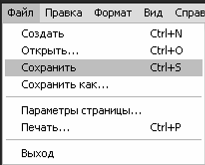 Файл Правка Формат Вид Справ
Создать Ctrl+N
Открыть... Ctrl+O
Сохранить Ctrl+S
Сохранить как...
Параметры страницы...
Печать... Ctrl+P
Выход